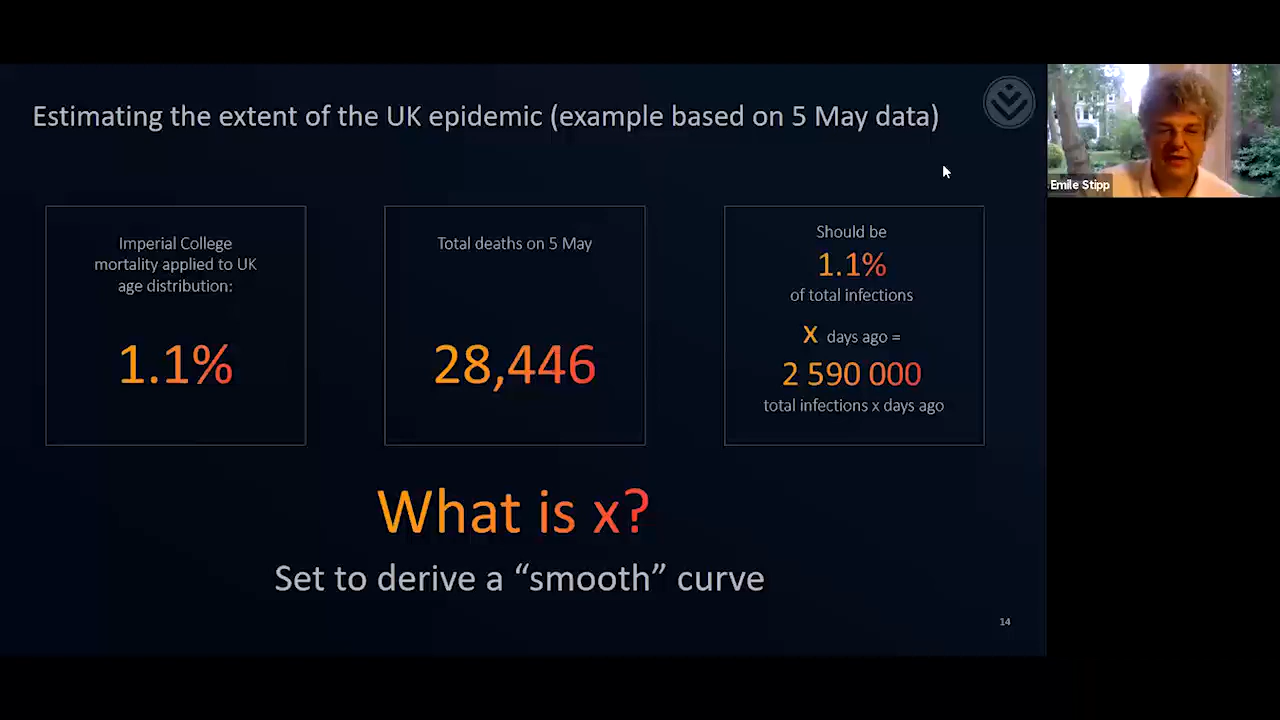 Estimating the extent of the UK epidemic (example based on 5 May data)
Emile Stipp
Imperial College
mortality applied to UK
age distribution:
1.1%
Total deaths on 5 May
28,446
Should be
1.1%
of total infections
x days ago =
2 590 000
total infections x days ago
What is x?
Set to derive a “smooth” curve
14